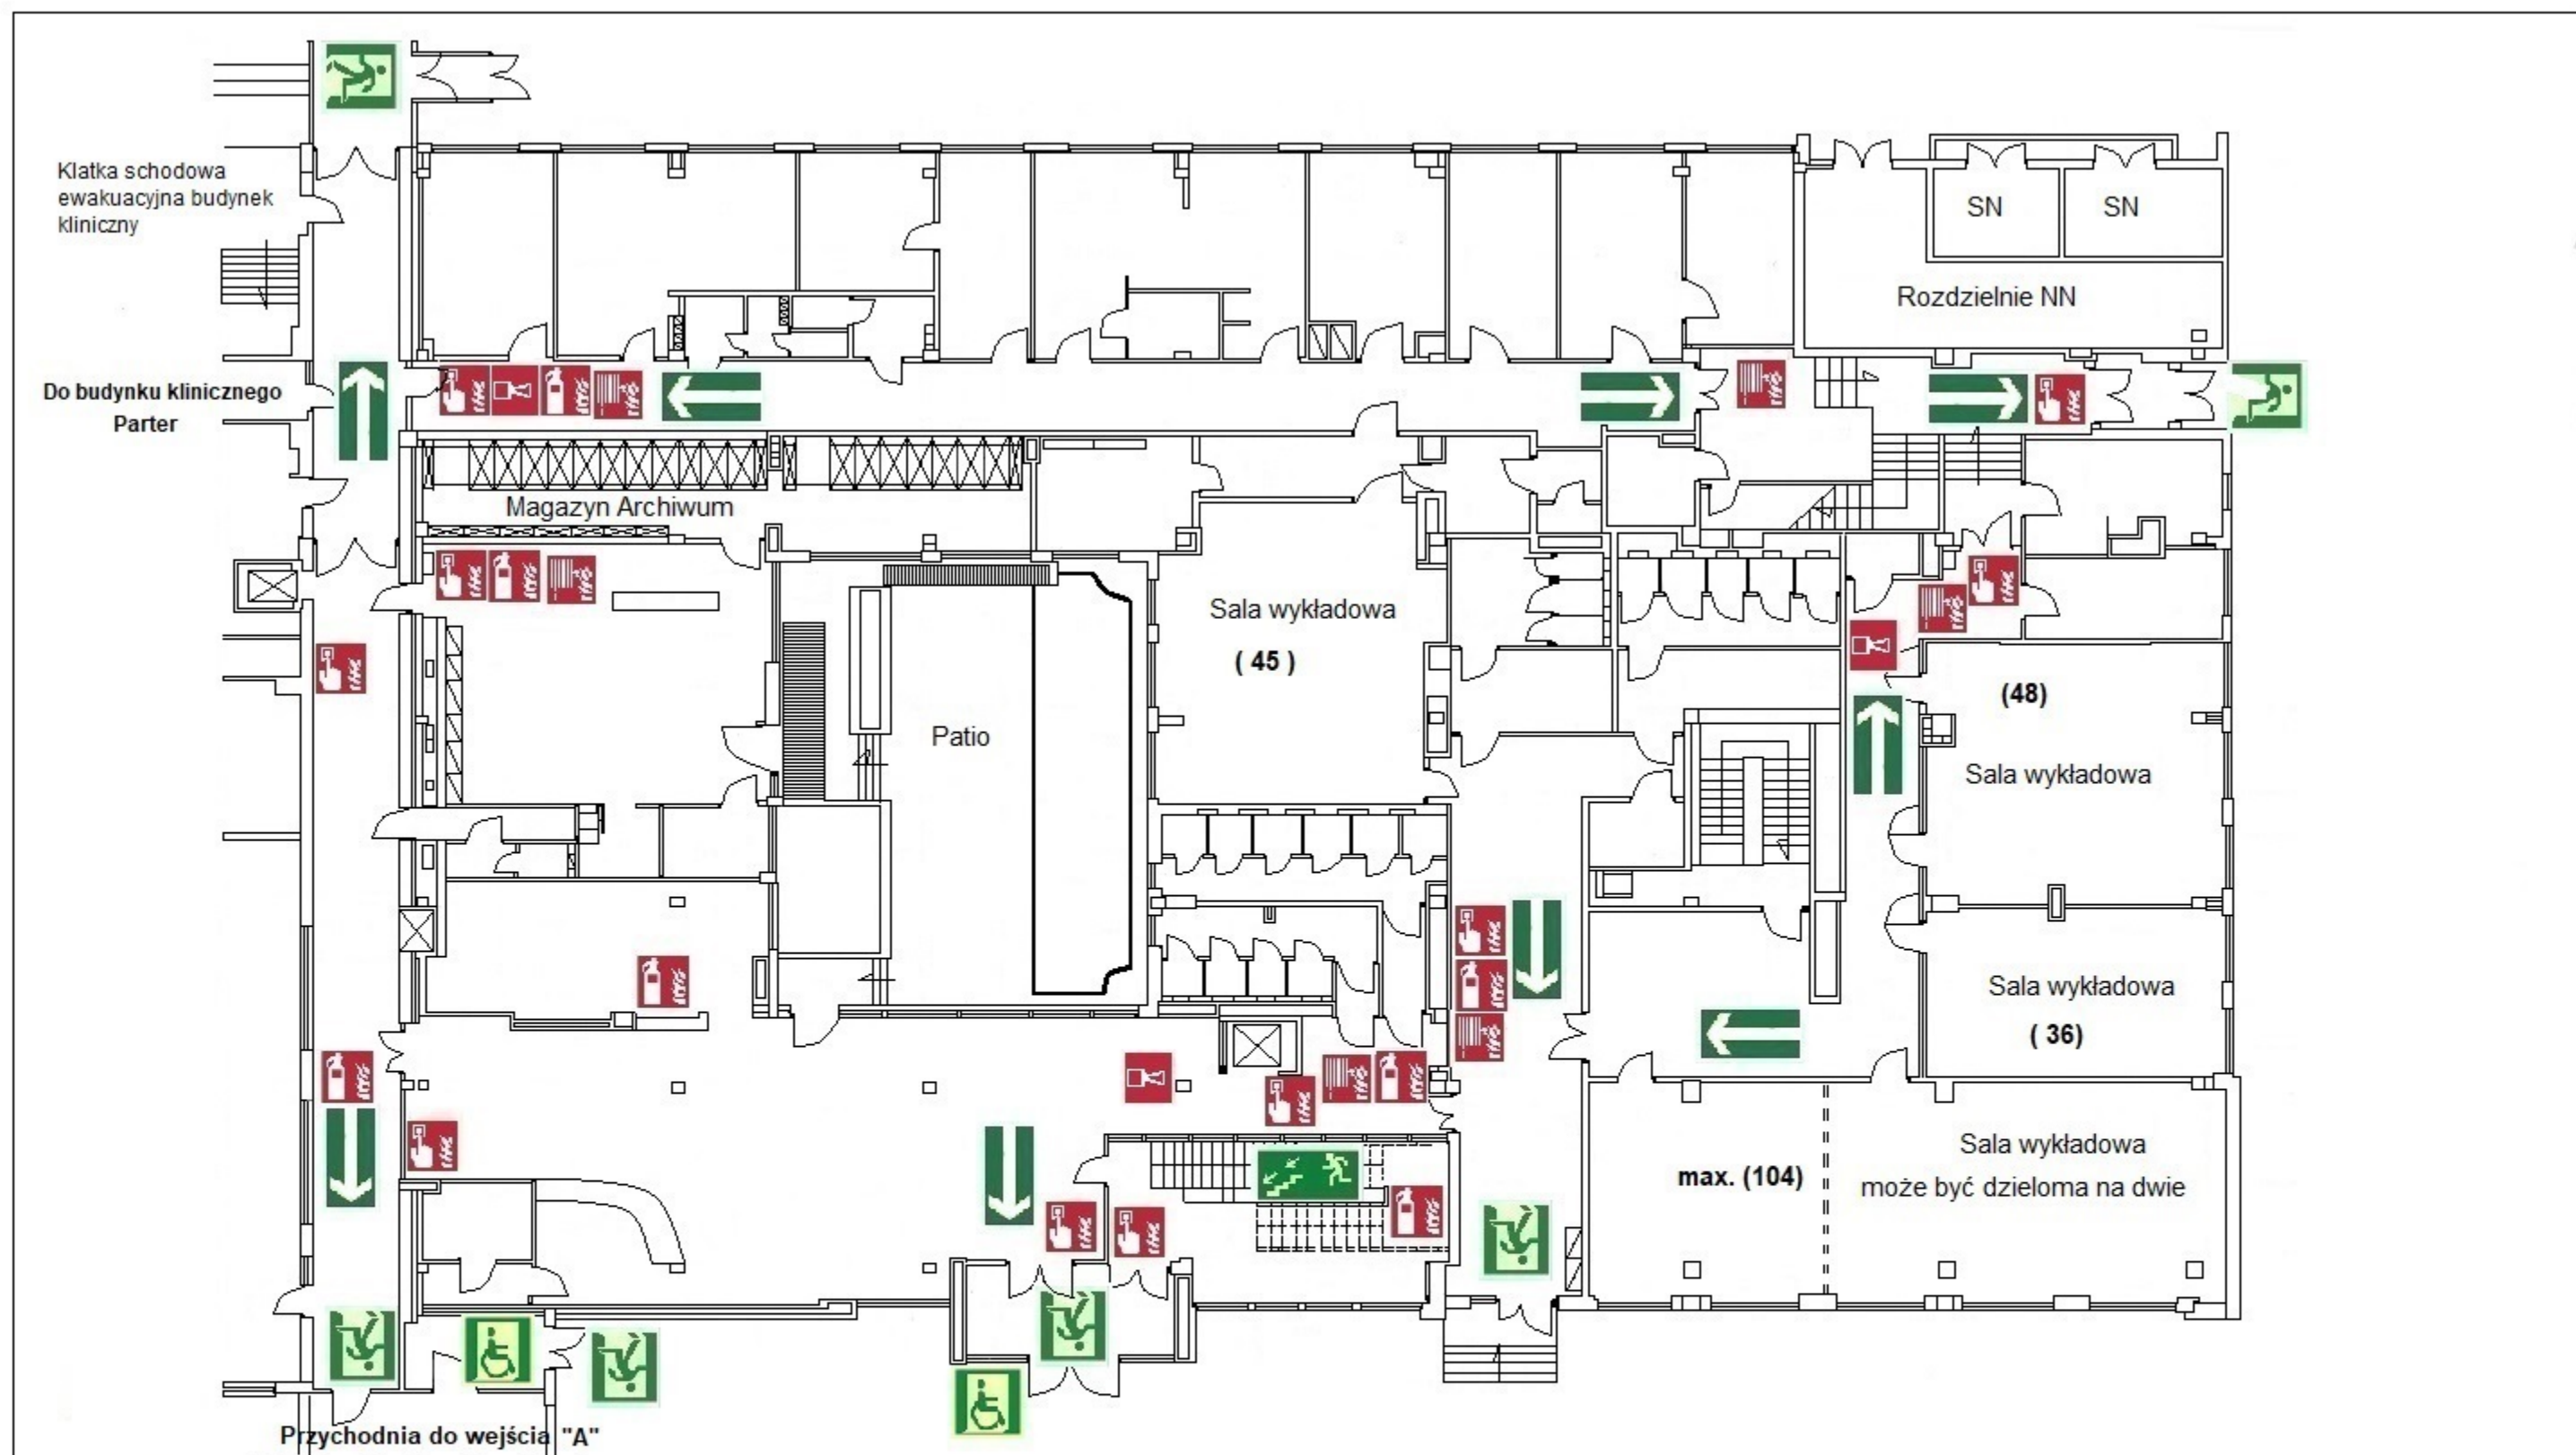 Klatka schodowa
ewakuacyjna budynek
kliniczny
SN
SN
Rozdzielnie NN
Do budynku klinicznego
Parter
Magazyn Archiwum
Sala wykładowa
( 45 )
(48)
Sala wykładowa
Patio
Sala wykładowa
( 36)
Sala wykładowa
max. (104)
może być dzieloma na dwie
Przychodnia do wejścia "A"